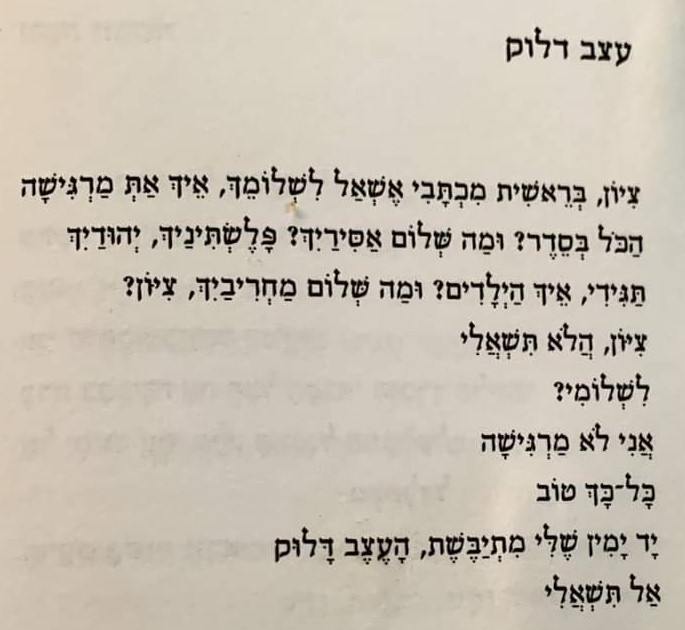 עצב דלוק
צִיּוֹן, בְּרֵאשִׁית מִכְתָּבִי אֶשְׁאַל לִשְׁלוֹמֵךְ, אֵיךְ אַתְּ מַרְגִּישָׁה
הַכֹּל בְּסֵדֶר? וּמַה שְּׁלוֹם אַסִּירַיִךְ? פָּלֶשְׂתִּינַיִךְ, יְהוּדַיִךְ
תַּגִּידִי, אֵיךְ הַיְלָדִים? וּמַה שְּׁלוֹם מַחְרִיבַיִךְ, צִיּוֹן?
צִיּוֹן, הֲלֹא תִּשְׁאֲלִי
לִשְׁלוֹמִי?
אֲנִי לֹא מַרְגִּישָׁה
כָּל־כָּךְ טוֹב
יַד יָמִין שֶׁלִּי מִתְיַבֶּשֶׁת, הָעֶצֶב דָּלוּק
אַל תִּשְׁאֲלִי